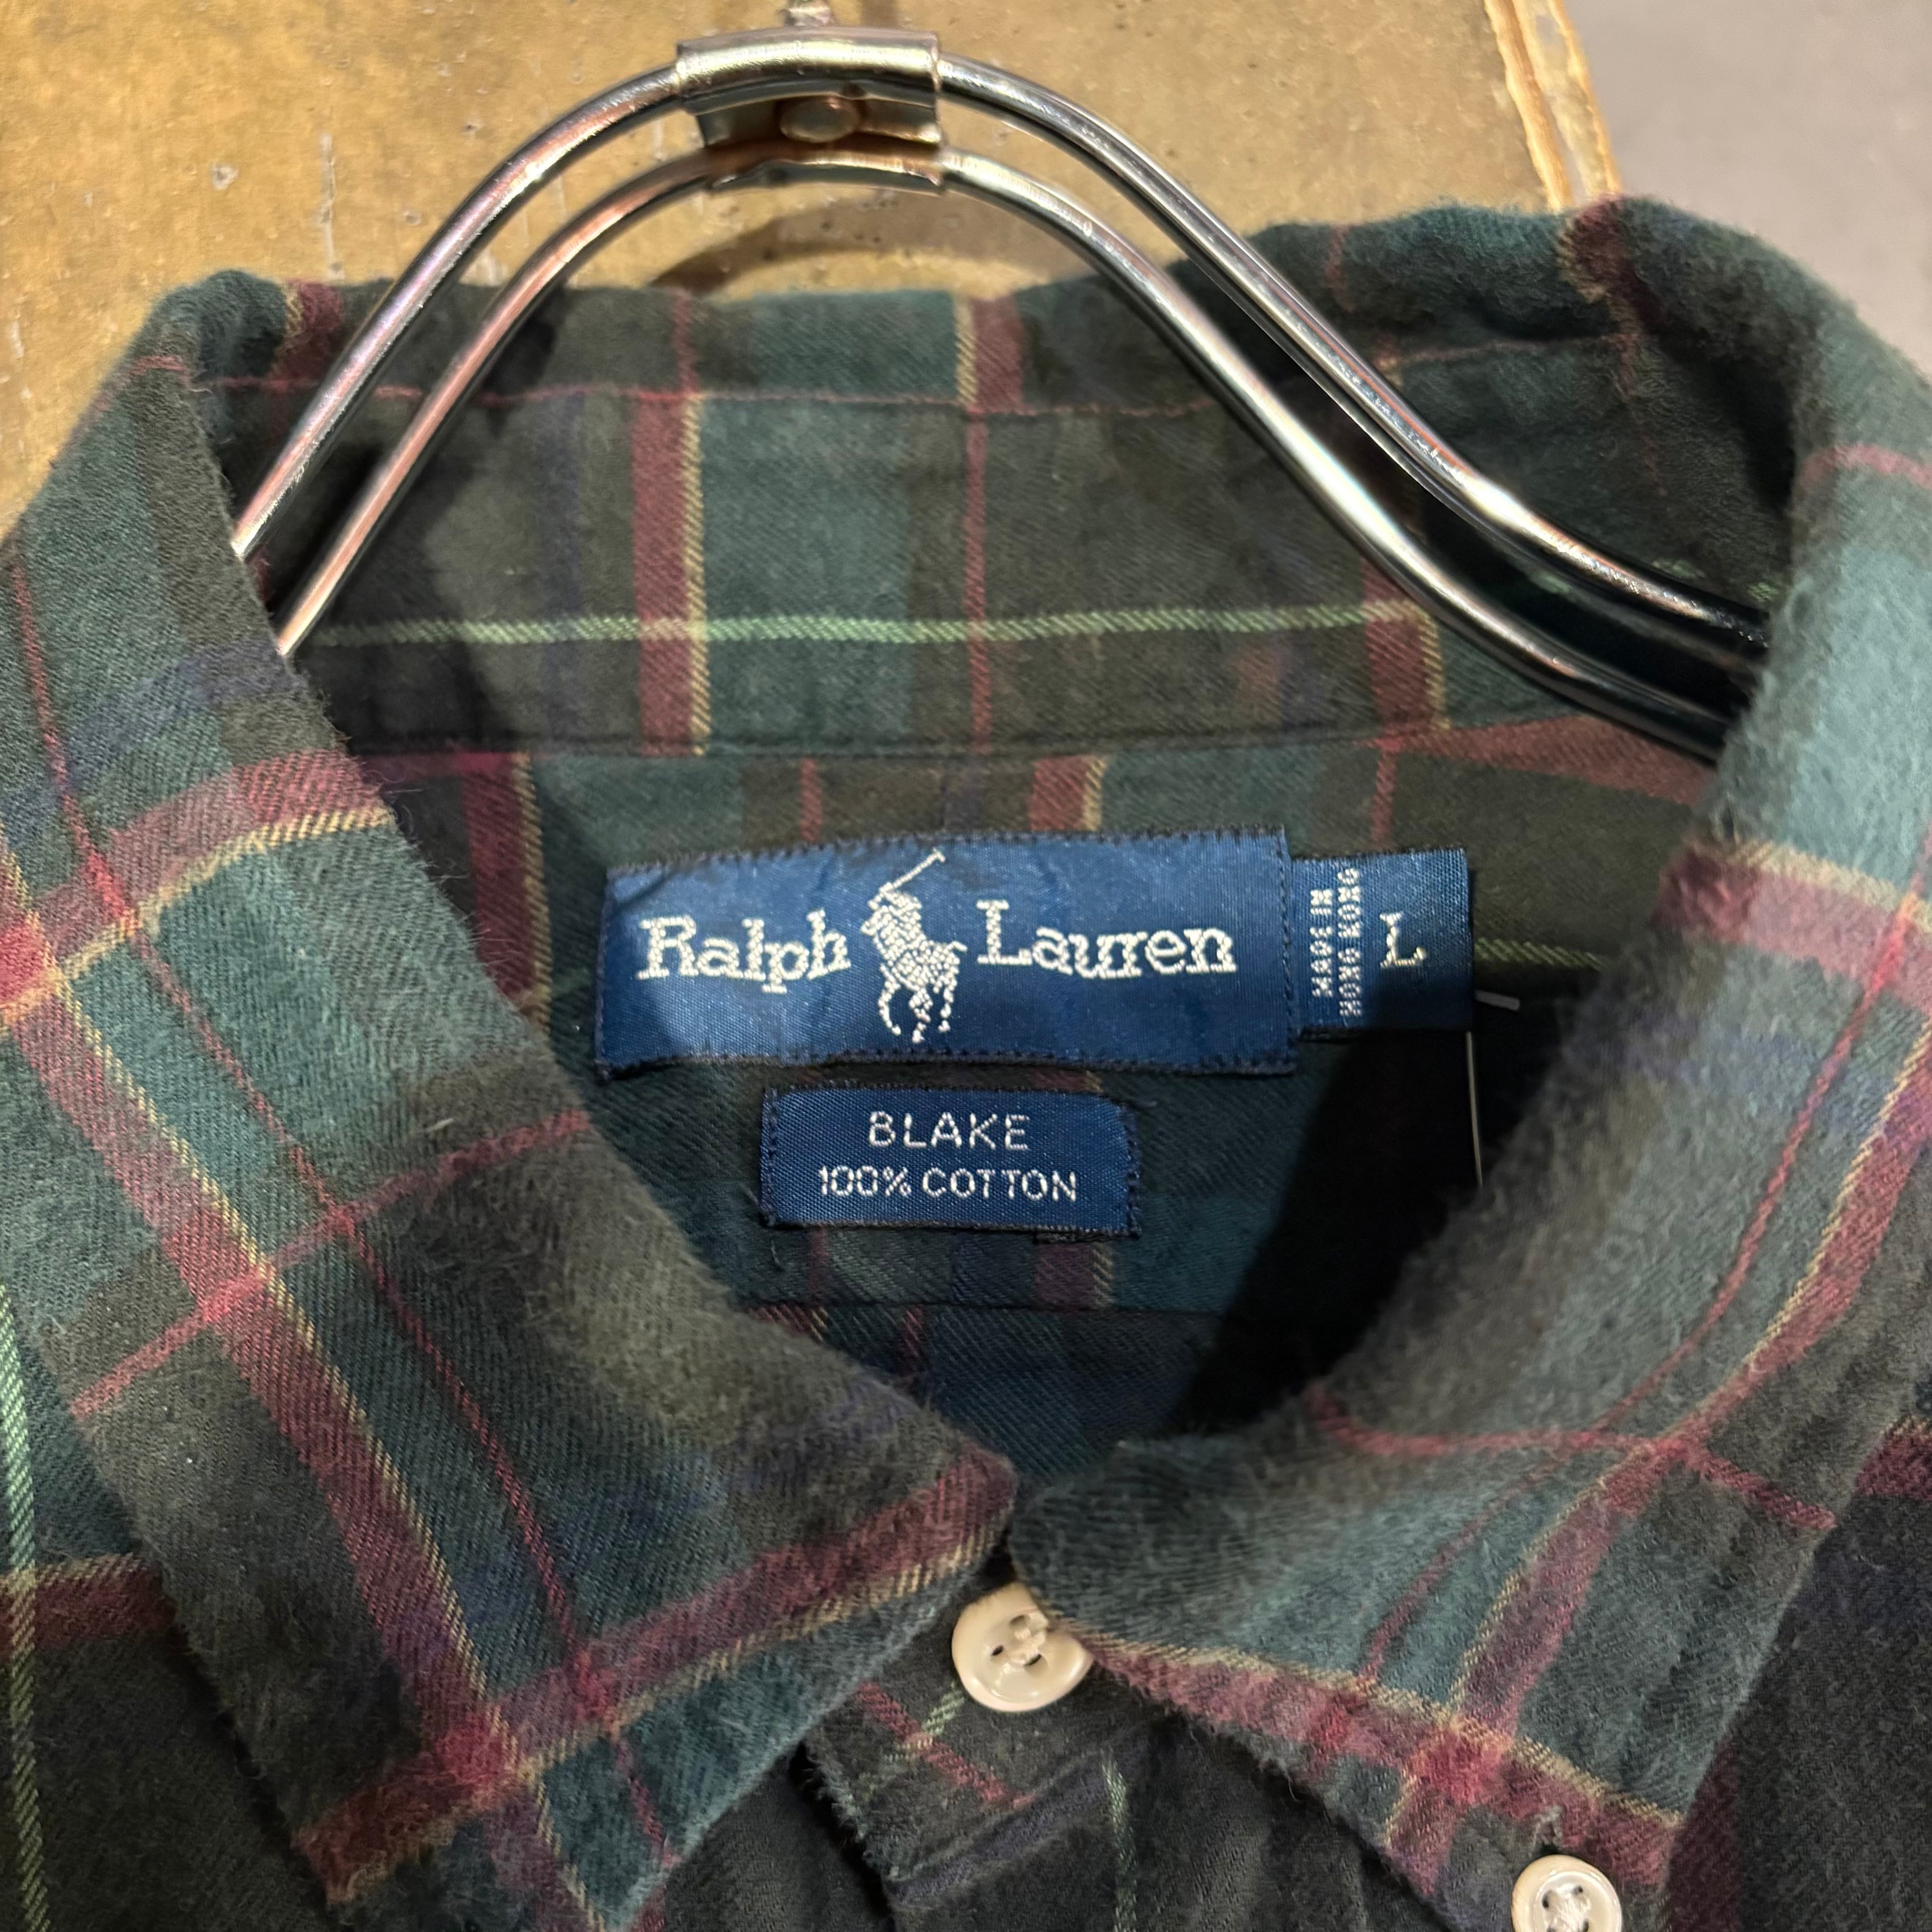 Ralph Lauren
MADE IN
HONG KONG
L
BLAKE
100% COTTON